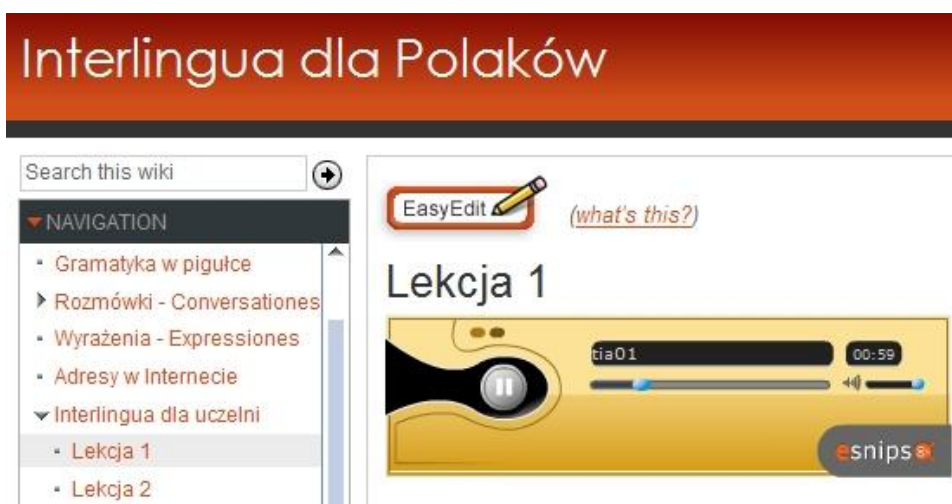 Interlingua dla Polaków
Search this wiki
NAVIGATION
Gramatyka w pigułce
Rozmówki - Conversationes
Wyrażenia - Expressiones
Adresy w Internecie
Interlingua dla uczelni
Lekcja 1
Lekcja 2
EasyEdit (what's this?)
Lekcja 1
tia01 00:59
esnips